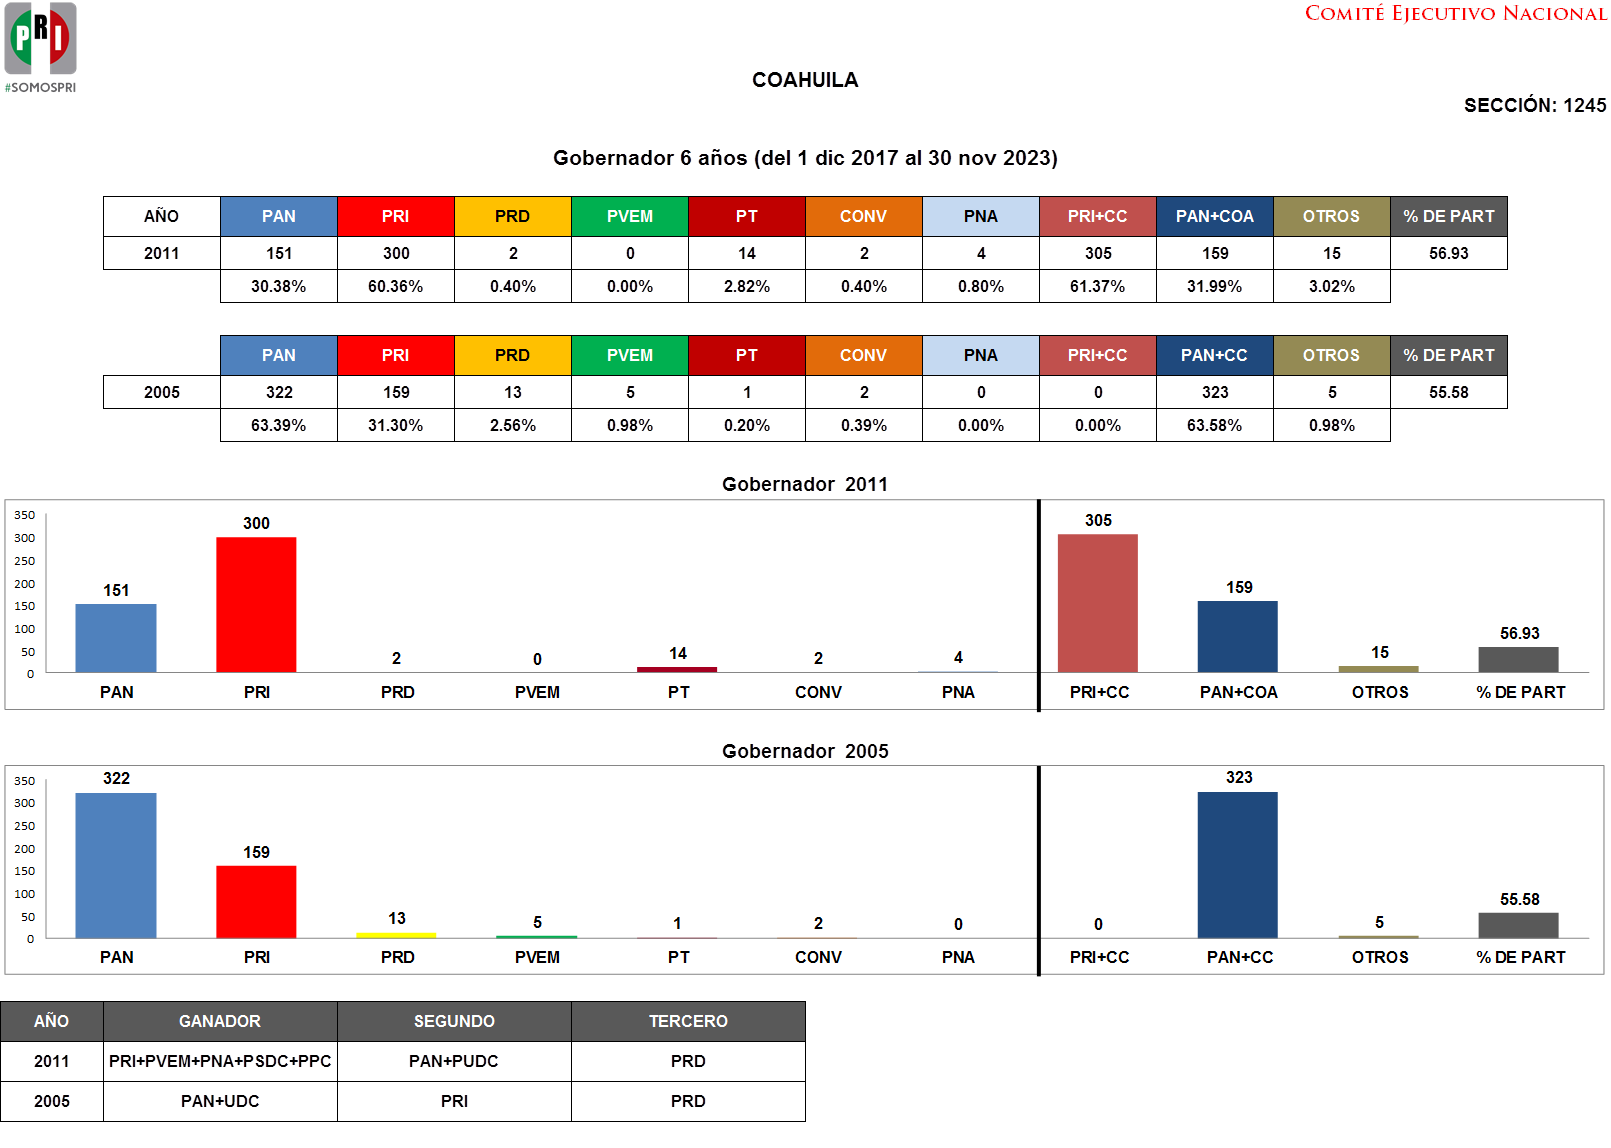 PRI
#SOMOSPRI
COMITÉ EJECUTIVO NACIONAL
COAHUILA
SECCIÓN: 1245
Gobernador 6 años (del 1 dic 2017 al 30 nov 2023)
AÑO PAN PRI PRD PVEM PT CONV PNA PRI+CC PAN+COA OTROS % DE PART
2011 151 300 2 0 14 2 4 305 159 15 56.93
30.38% 60.36% 0.40% 0.00% 2.82% 0.40% 0.80% 61.37% 31.99% 3.02%
PAN PRI PRD PVEM PT CONV PNA PRI+CC PAN+CC OTROS % DE PART
2005 322 159 13 5 1 2 0 0 323 5 55.58
63.39% 31.30% 2.56% 0.98% 0.20% 0.39% 0.00% 0.00% 63.58% 0.98%
Gobernador 2011
350
300
250
200
150
100
50
0
151 300 2 0 14 2 4 305 159 15 56.93
PAN PRI PRD PVEM PT CONV PNA PRI+CC PAN+COA OTROS % DE PART
Gobernador 2005
350
300
250
200
150
100
50
0
322 159 13 5 1 2 0 0 323 5 55.58
PAN PRI PRD PVEM PT CONV PNA PRI+CC PAN+CC OTROS % DE PART
AÑO GANADOR SEGUNDO TERCERO
2011 PRI+PVEM+PNA+PSDC+PPC PAN+PUDC PRD
2005 PAN+UDC PRI PRD